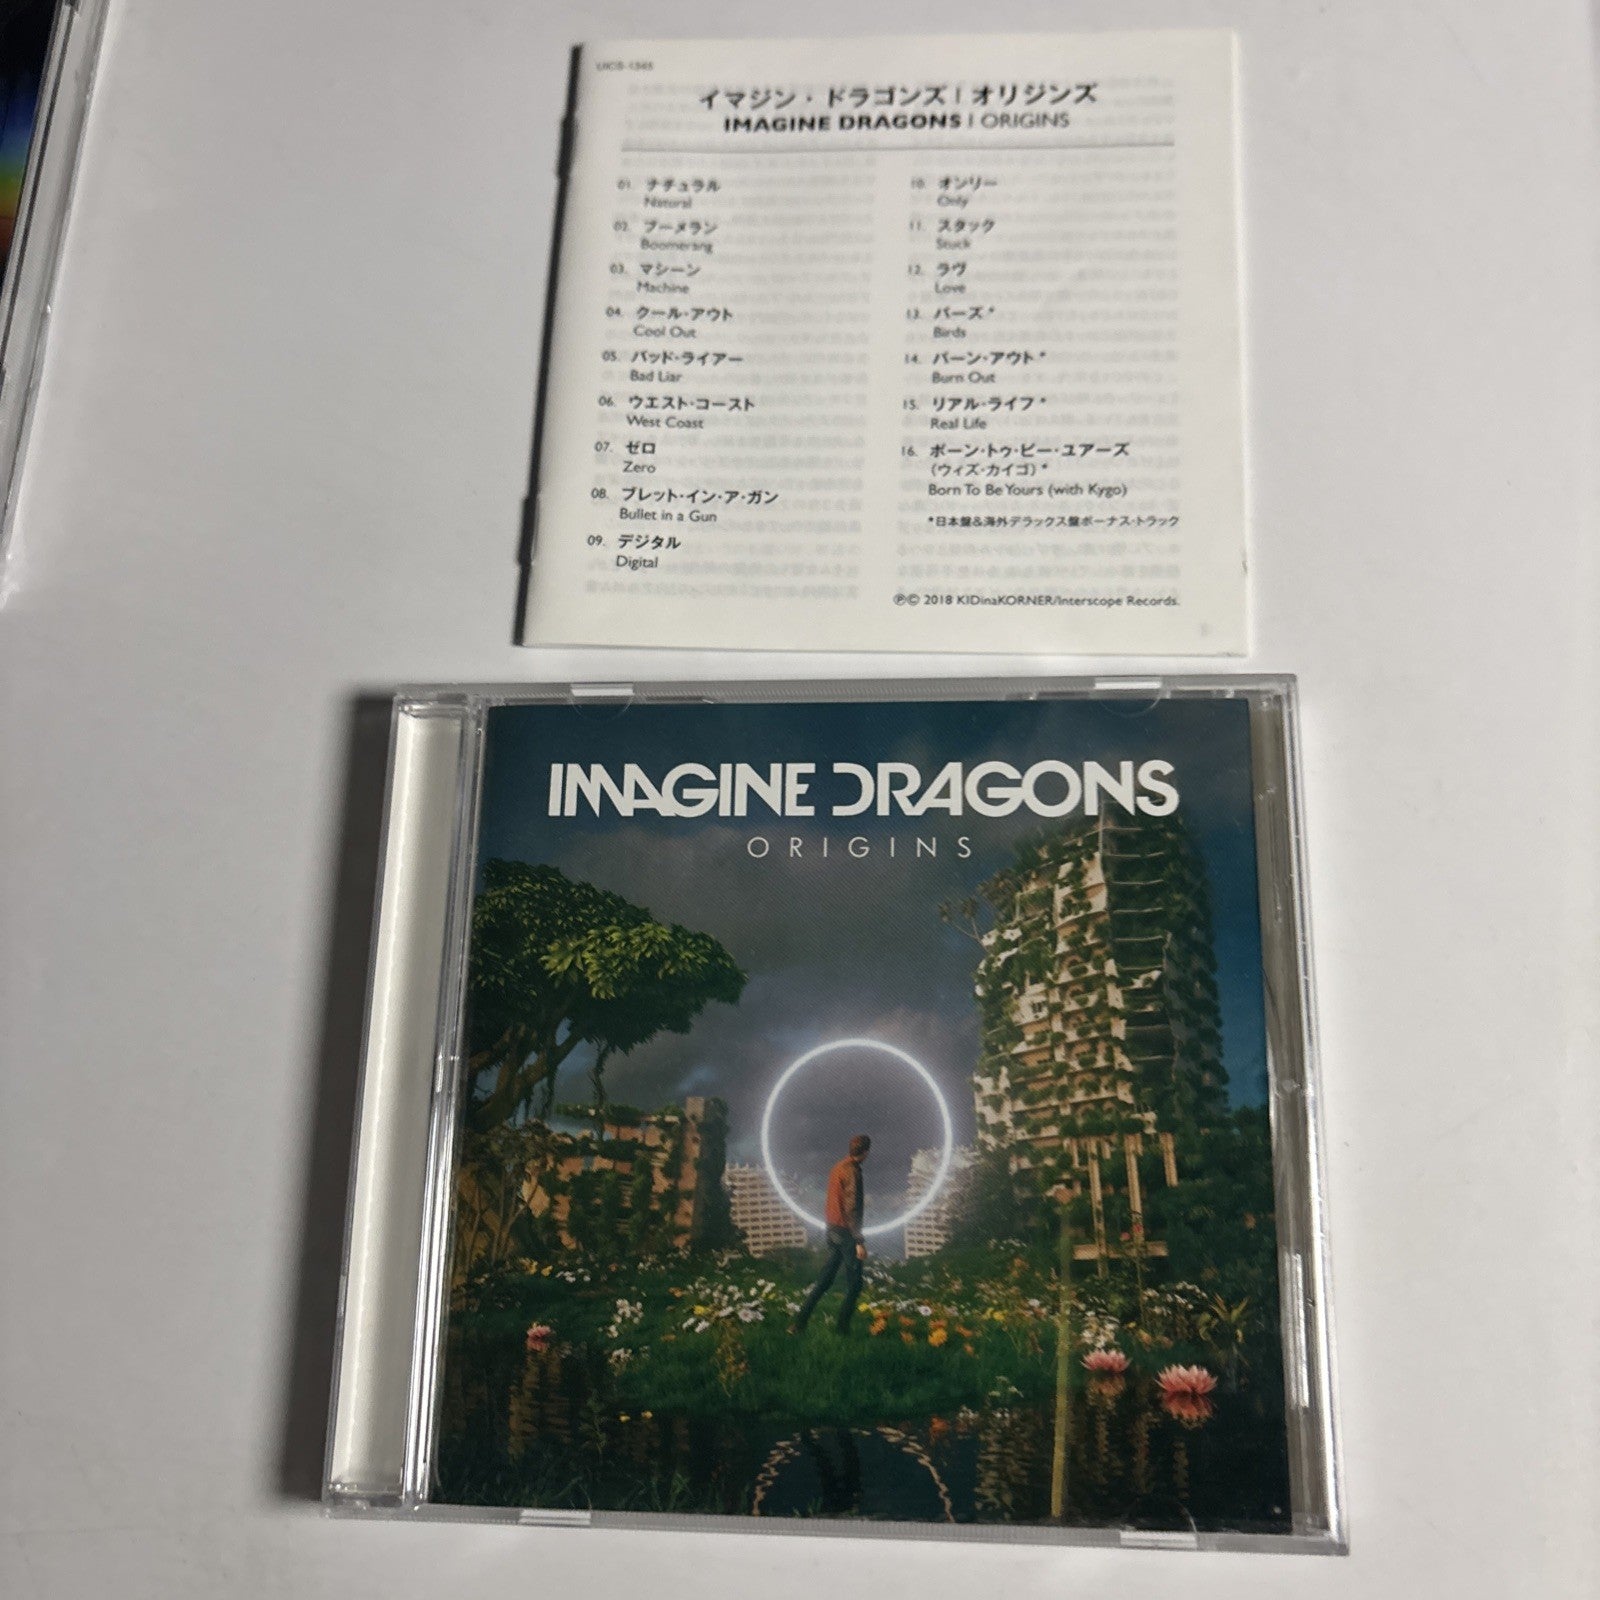 UICS-1345
イマジン・ドラゴンズ | オリジンズ
IMAGINE DRAGONS | ORIGINS
01. ナチュラル
Natural
02. ブーメラン
Boomerang
03. マシーン
Machine
04. クール・アウト
Cool Out
05. バッド・ライアー
Bad Liar
06. ウエスト・コースト
West Coast
07. ゼロ
Zero
08. ブレット・イン・ア・ガン
Bullet in a Gun
09. デジタル
Digital
10. オンリー
Only
11. スタック
Stuck
12. ラヴ
Love
13. バーズ *
Birds
14. バーン・アウト *
Burn Out
15. リアル・ライフ *
Real Life
16. ボーン・トゥ・ビー・ユアーズ
(ウィズ・カイゴ) *
Born To Be Yours (with Kygo)
*日本盤&海外デラックス盤ボーナス・トラック
℗© 2018 KIDinaKORNER/Interscope Records.
IMAGINE DRAGONS
ORIGINS